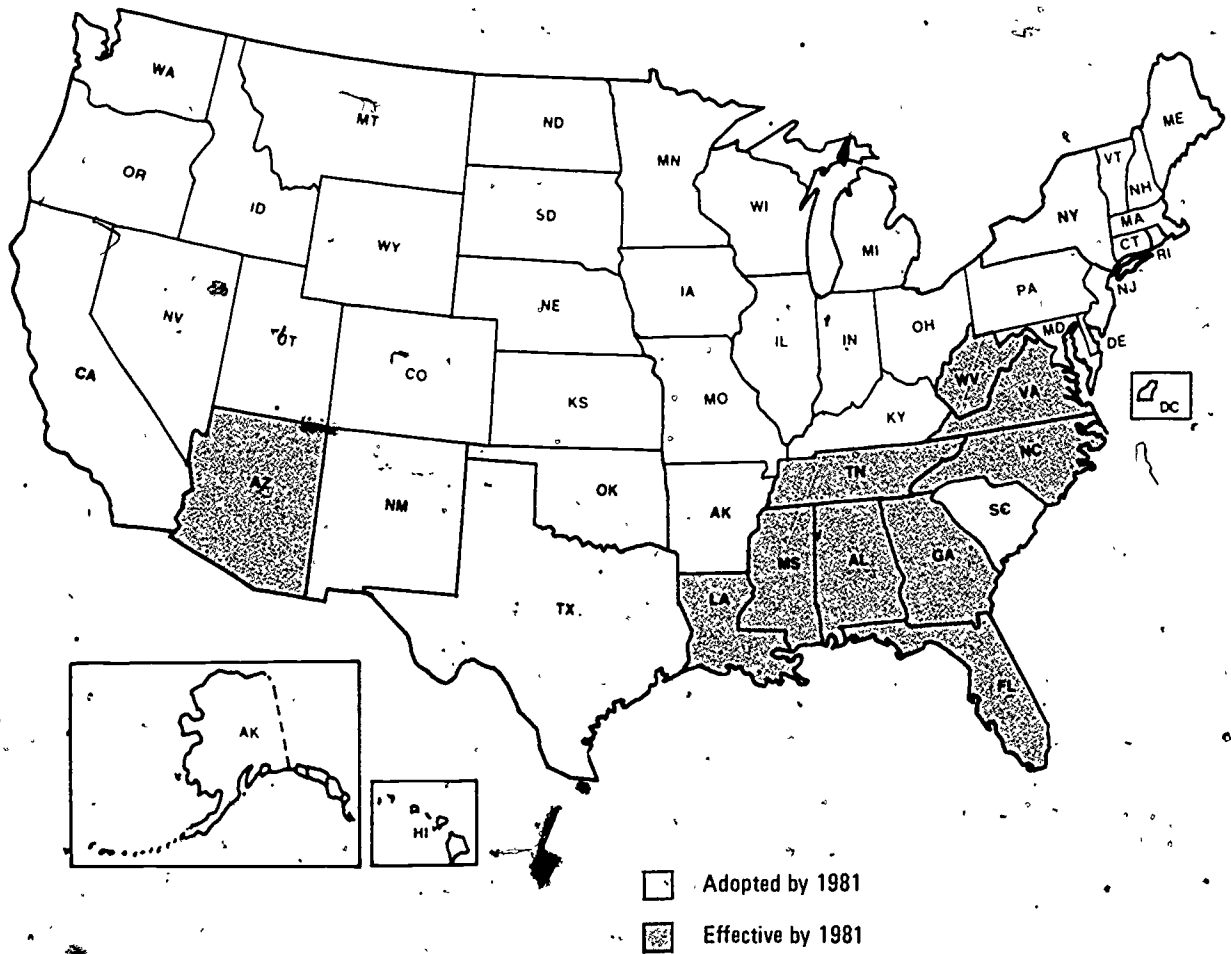 WA
MT
ND
MN
ME
VT
NH
OR
ID
SD
WI
NY
MA
WY
MI
CT
RI
NV
NE
IA
PA
NJ
UT
CO
IL
IN
OH
MD
DE
CA
KS
MO
KY
WV
VA
DC
AZ
NM
OK
AK
TN
NC
SC
MS
AL
GA
LA
TX.
FL
AK
HI
Adopted by 1981
Effective by 1981